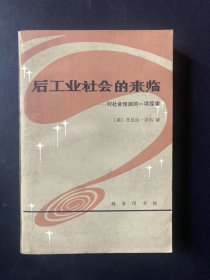 后工业社会的来临
对社会预测的一项探索
〔美〕丹尼尔·贝尔 著
商务印书馆